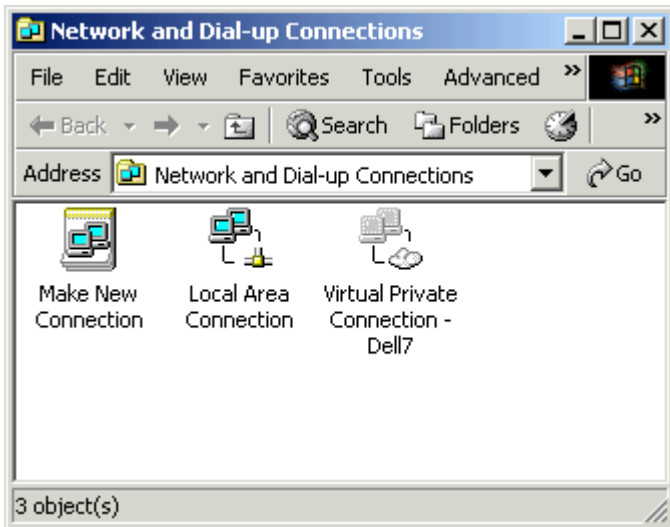 Network and Dial-up Connections
File Edit View Favorites Tools Advanced »
Back Search Folders »
Address Network and Dial-up Connections Go
Make New
Connection
Local Area
Connection
Virtual Private
Connection -
Dell7
3 object(s)